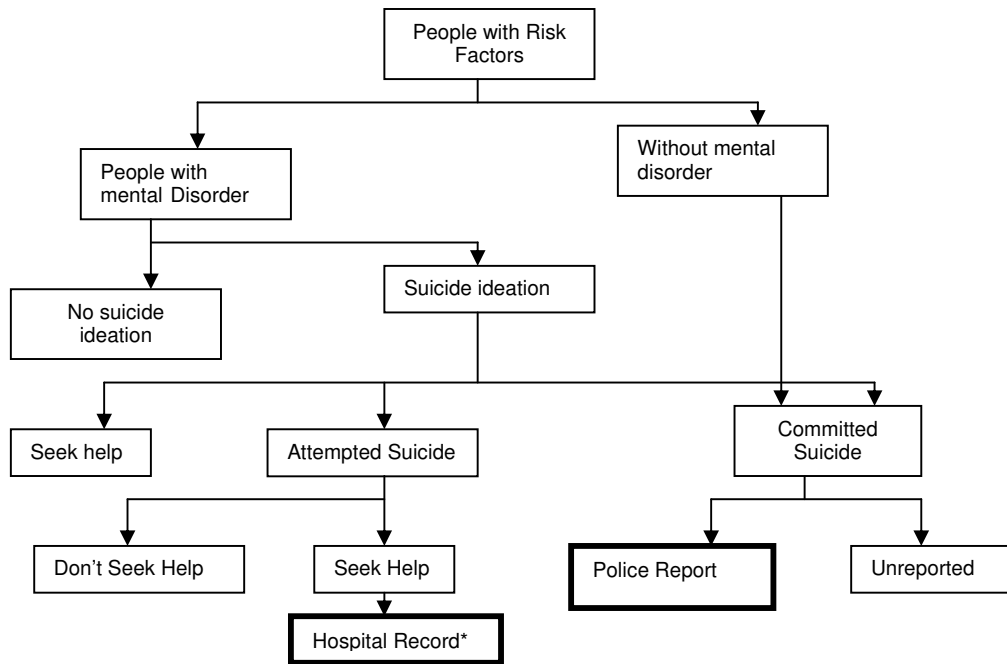 People with Risk
Factors
People with
mental Disorder
Without mental
disorder
No suicide
ideation
Suicide ideation
Seek help
Attempted Suicide
Committed
Suicide
Don't Seek Help
Seek Help
Police Report
Unreported
Hospital Record*